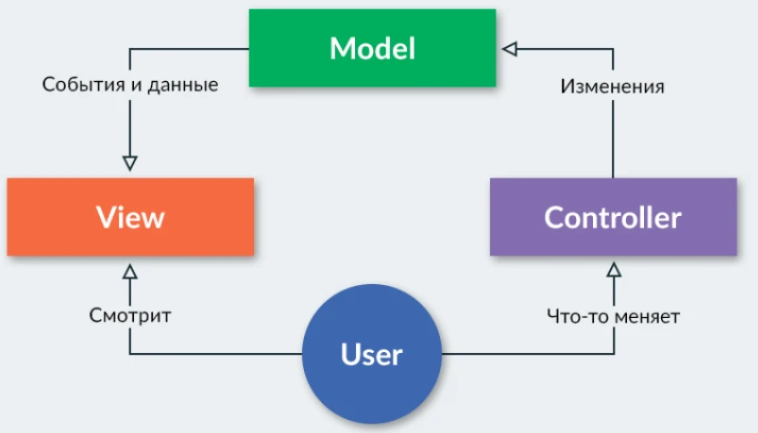 Model
События и данные
Изменения
View
Controller
Смотрит
Что-то меняет
User